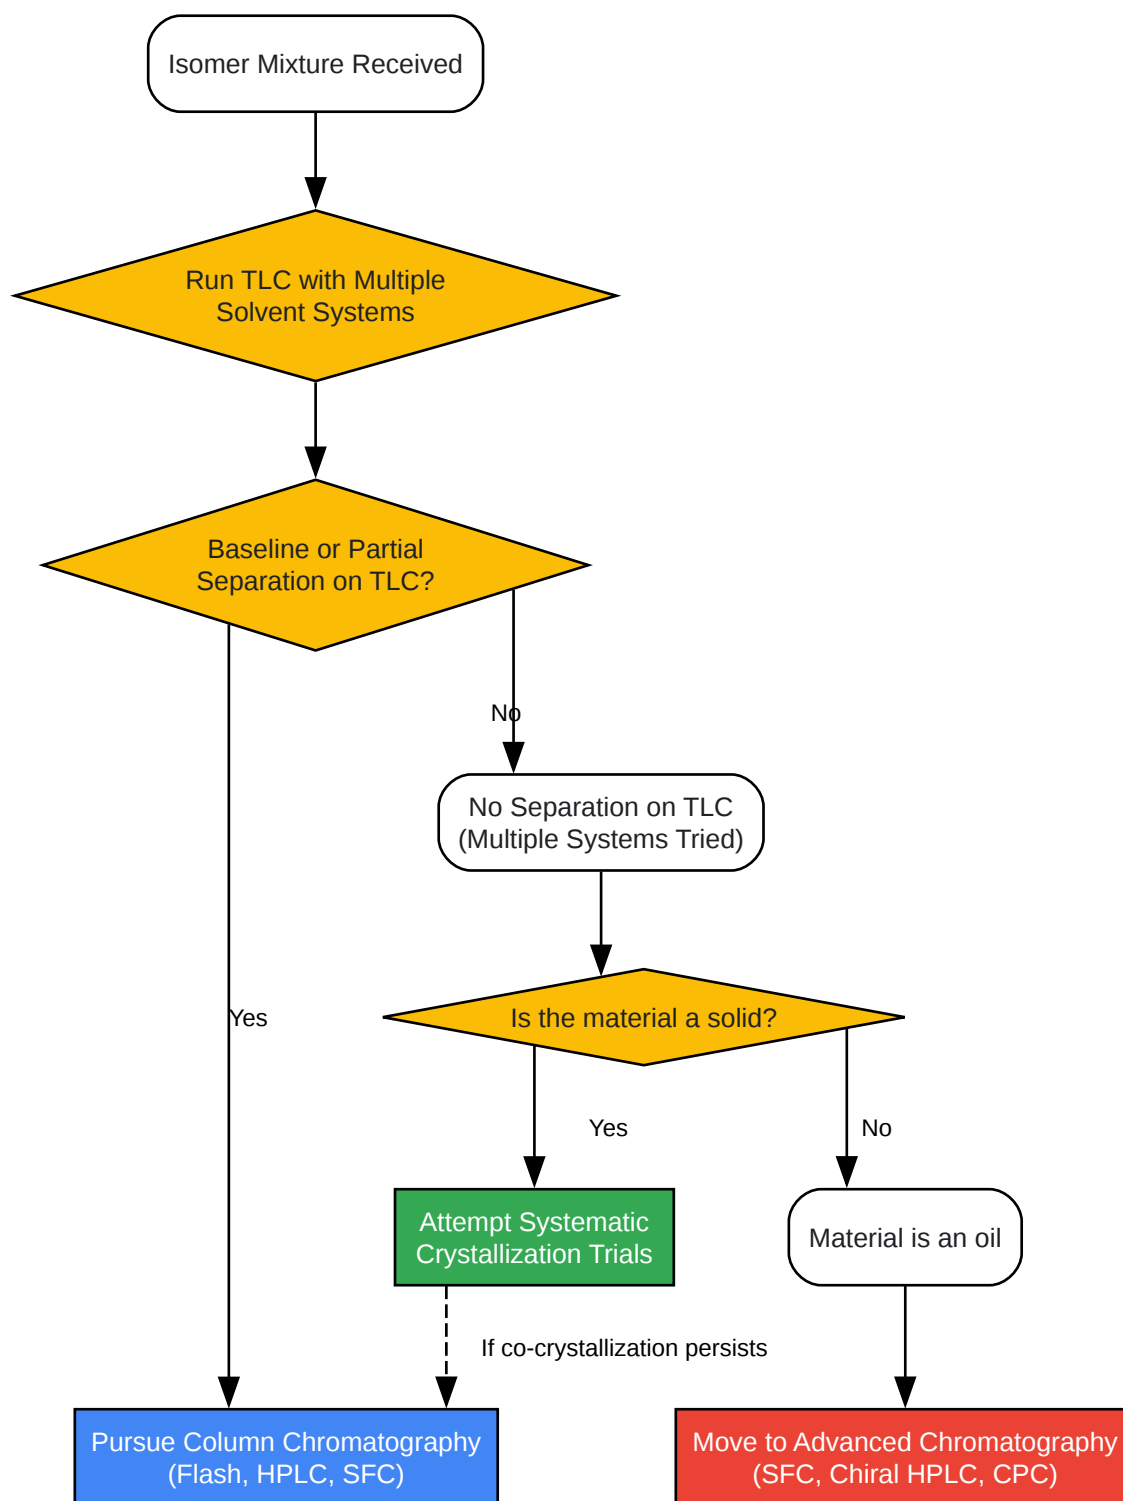 Isomer Mixture Received
Run TLC with Multiple
Solvent Systems
Baseline or Partial
Separation on TLC?
No
No Separation on TLC
(Multiple Systems Tried)
Yes
Is the material a solid?
Yes
No
Attempt Systematic
Crystallization Trials
Material is an oil
If co-crystallization persists
Pursue Column Chromatography
(Flash, HPLC, SFC)
Move to Advanced Chromatography
(SFC, Chiral HPLC, CPC)